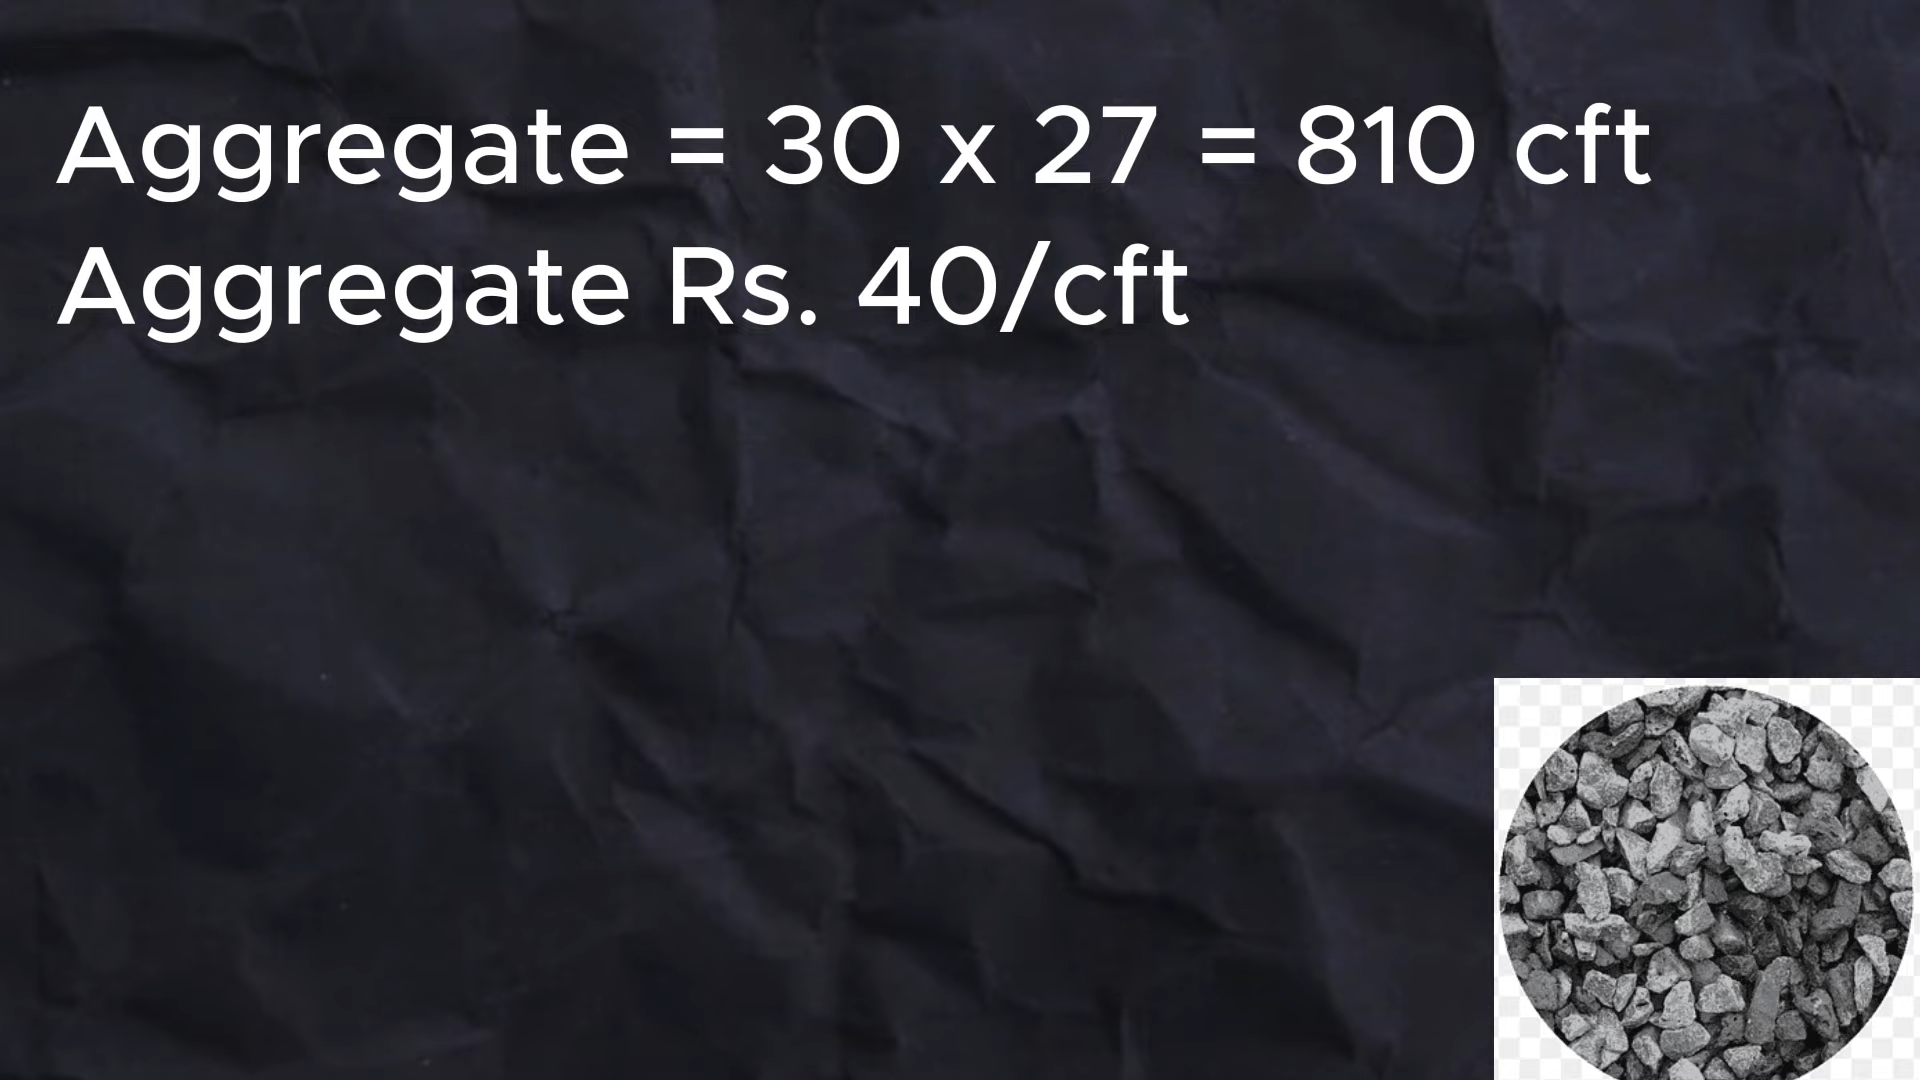 Aggregate = 30 x 27 = 810 cft
Aggregate Rs. 40/cft